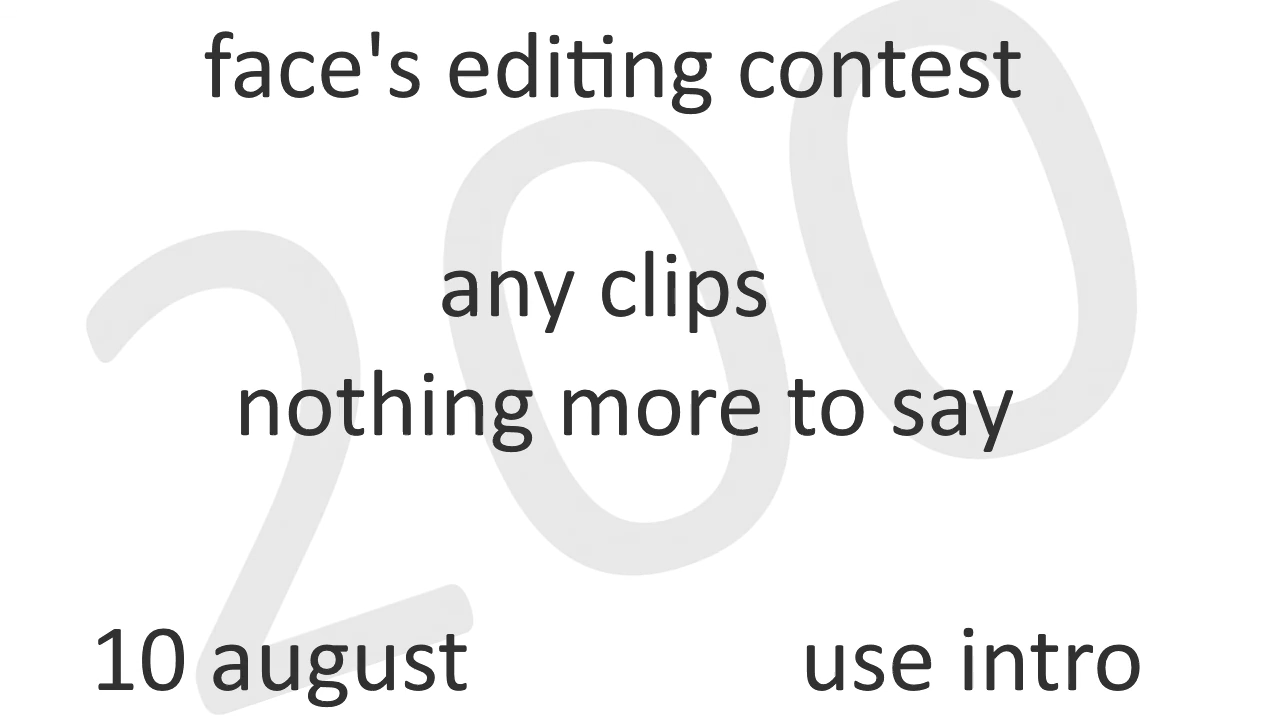 face's editing contest
200
any clips
nothing more to say
10 august use intro